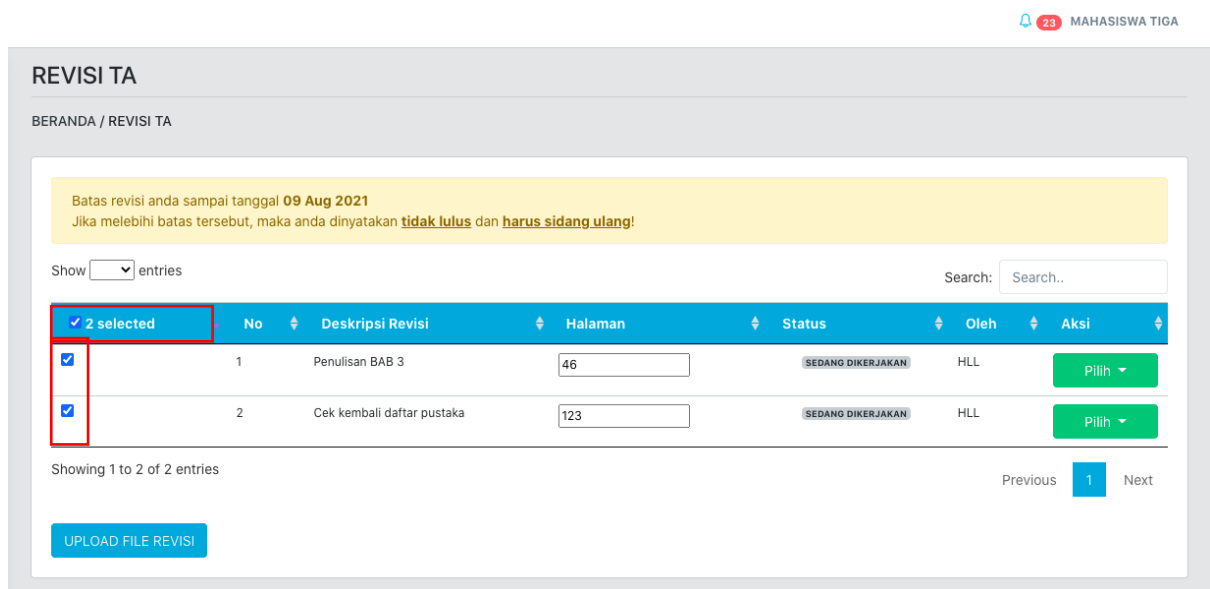 23 MAHASISWA TIGA
REVISI TA
BERANDA / REVISI TA
Batas revisi anda sampai tanggal 09 Aug 2021
Jika melebihi batas tersebut, maka anda dinyatakan tidak lulus dan harus sidang ulang!
Show entries
Search: Search..
2 selected No Deskripsi Revisi Halaman Status Oleh Aksi
1 Penulisan BAB 3 46 SEDANG DIKERJAKAN HLL Pilih
2 Cek kembali daftar pustaka 123 SEDANG DIKERJAKAN HLL Pilih
Showing 1 to 2 of 2 entries
Previous 1 Next
UPLOAD FILE REVISI